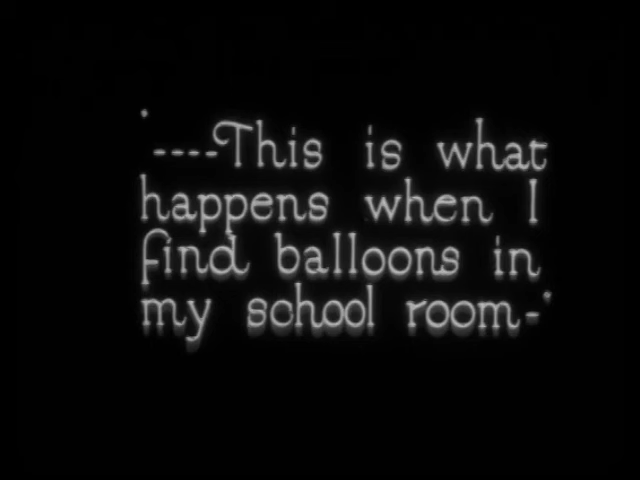 '----This is what
happens when I
find balloons in
my school room-'